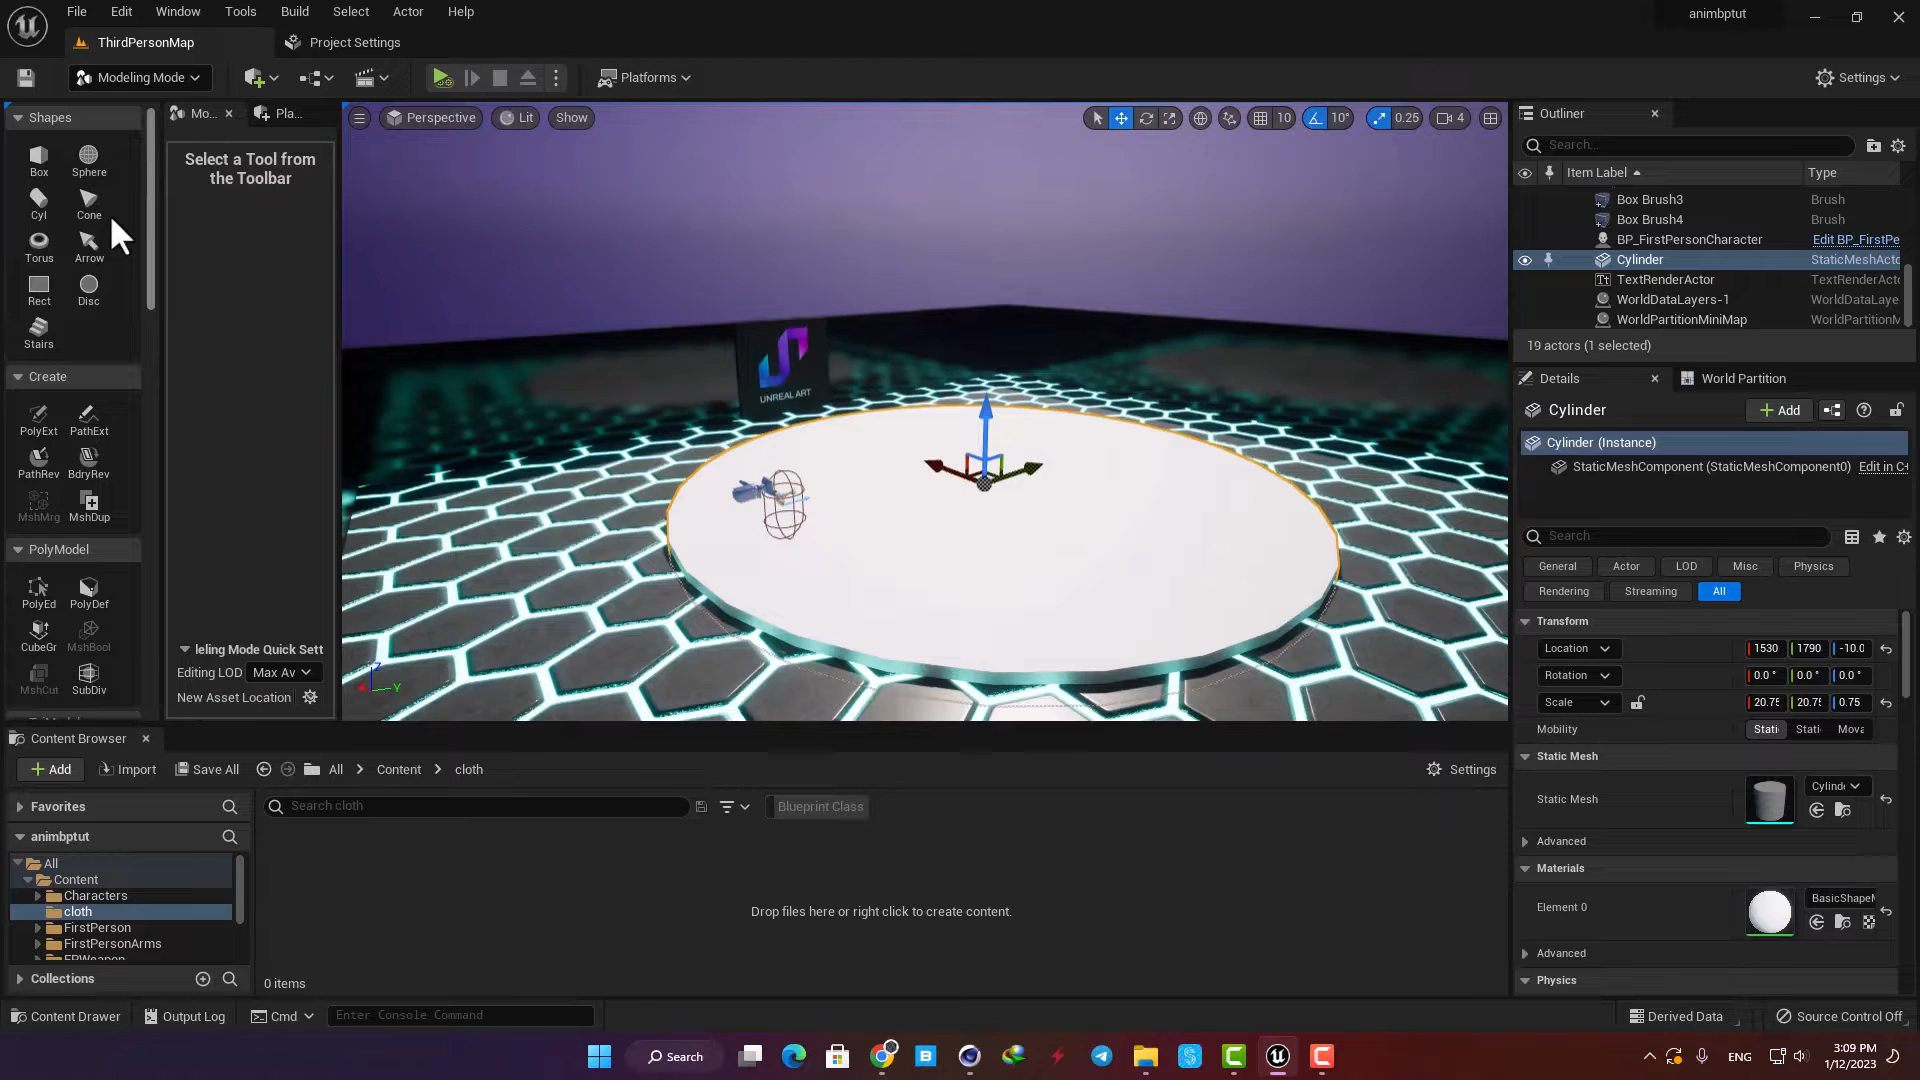 File Edit Window Tools Build Select Actor Help
animbptut
ThirdPersonMap Project Settings
Modeling Mode Platforms Settings
Shapes
Box Sphere
Cyl Cone
Torus Arrow
Rect Disc
Stairs
Create
PolyExt PathExt
PathRev BdryRev
MshMrg MshDup
PolyModel
PolyEd PolyDef
CubeGr MshBool
MshCut SubDiv
Mo... Pla...
Select a Tool from
the Toolbar
leling Mode Quick Sett
Editing LOD Max Av
New Asset Location
Perspective Lit Show
10 10° 0.25 4
UNREAL ART
Z
Y
Outliner
Search...
Item Label Type
Box Brush3 Brush
Box Brush4 Brush
BP_FirstPersonCharacter Edit BP_FirstPe
Cylinder StaticMeshActo
TextRenderActor TextRenderActo
WorldDataLayers-1 WorldDataLaye
WorldPartitionMiniMap WorldPartitionM
19 actors (1 selected)
Details World Partition
Cylinder Add
Cylinder (Instance)
StaticMeshComponent (StaticMeshComponent0) Edit in C+
Search
General Actor LOD Misc Physics
Rendering Streaming All
Transform
Location 1530 1790 -10.0
Rotation 0.0° 0.0° 0.0°
Scale 20.75 20.75 0.75
Mobility Stati Stati Mova
Static Mesh
Static Mesh Cylinde
Advanced
Materials
Element 0 BasicShapeM
Advanced
Physics
Content Browser
Add Import Save All All Content cloth Settings
Favorites Search cloth Blueprint Class
animbptut
All
Content
Characters
cloth
FirstPerson
FirstPersonArms
FPWeapon
Drop files here or right click to create content.
Collections 0 items
Content Drawer Output Log Cmd Enter Console Command Derived Data Source Control Off
Search ENG 3:09 PM
1/12/2023